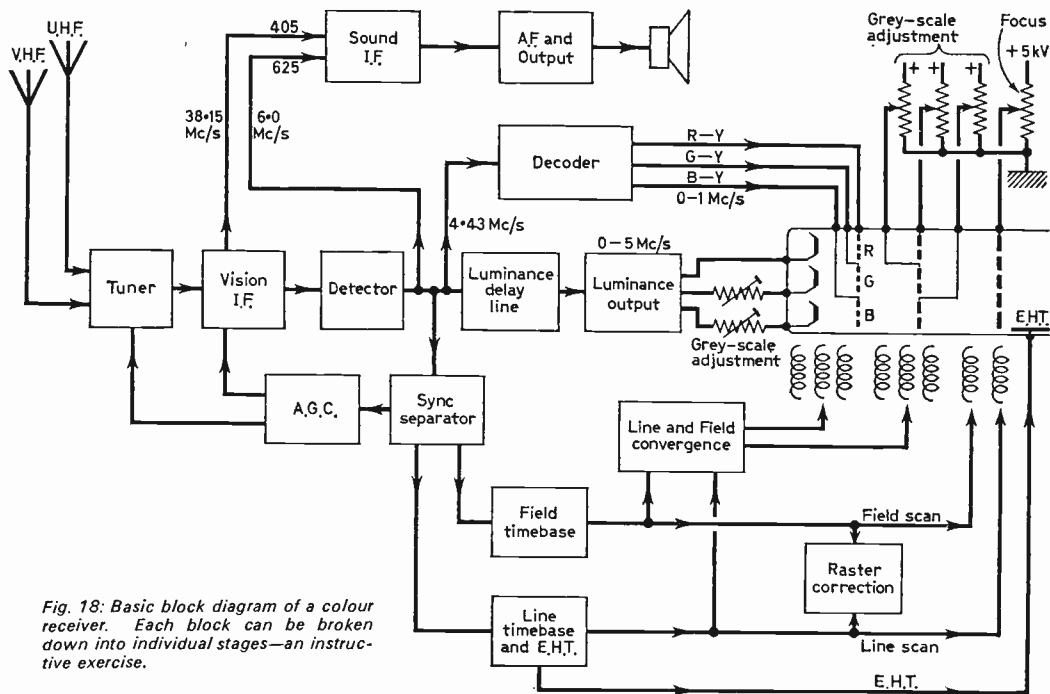 U.H.F.
V.H.F.
405
625
38·15
Mc/s
6·0
Mc/s
Sound
I.F.
A.F. and
Output
Grey-scale
adjustment
Focus
+5kV
+
+
+
Decoder
R—Y
G—Y
B—Y
0-1 Mc/s
4·43 Mc/s
Tuner
Vision
I.F.
Detector
Luminance
delay
line
0-5 Mc/s
Luminance
output
Grey-scale
adjustment
R
G
B
E.H.T.
A.G.C.
Sync
separator
Line and Field
convergence
Field
timebase
Field scan
Raster
correction
Line
timebase
and E.H.T.
Line scan
E.H.T.
Fig. 18: Basic block diagram of a colour
receiver. Each block can be broken
down into individual stages—an instruc-
tive exercise.